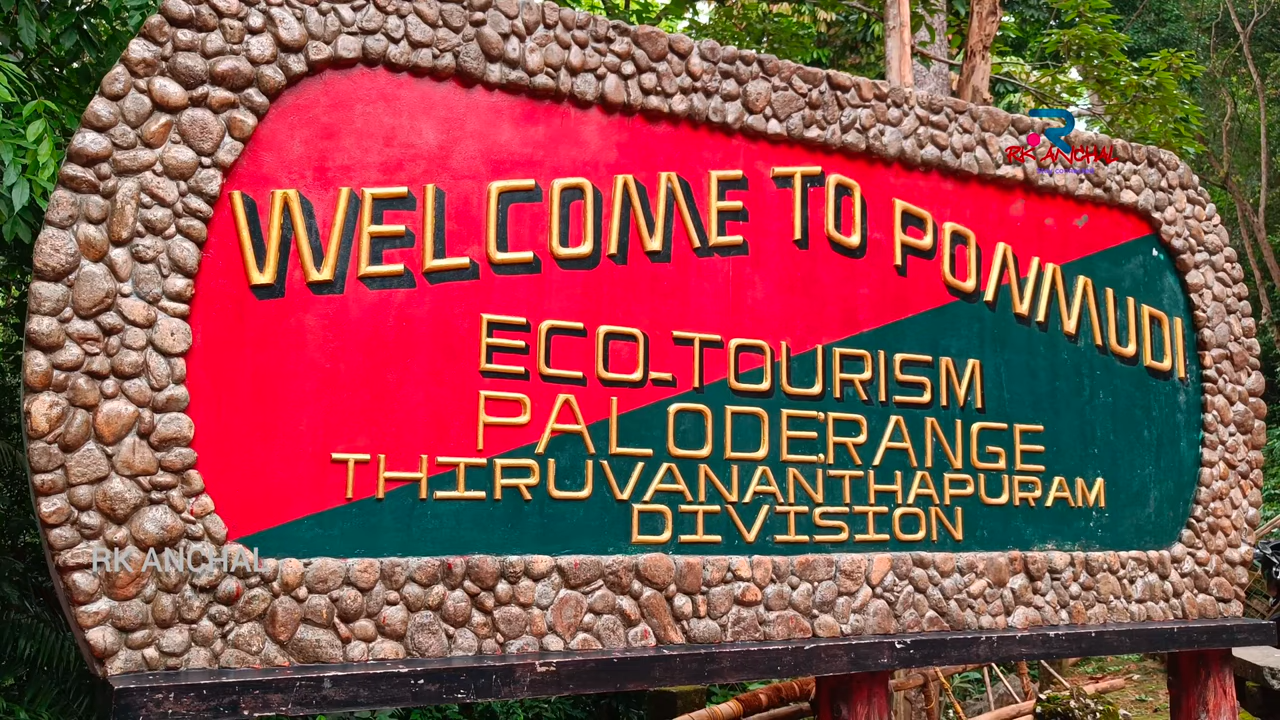 WELCOME TO PONMUDI
ECO-TOURISM
PALODE:RANGE
THIRUVANANTHAPURAM
DIVISION
RK ANCHAL
RK ANCHAL